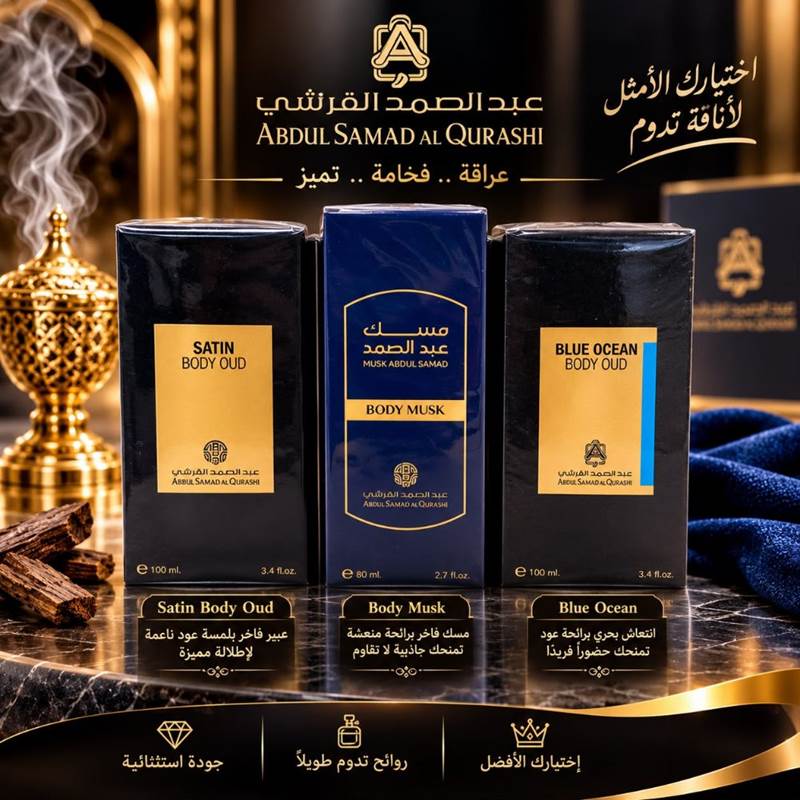 عبد الصمد القرشي
ABDUL SAMAD AL QURASHI
عراقة .. فخامة .. تميز
اختيارك الأمثل
لأناقة تدوم
SATIN
BODY OUD
عبد الصمد القرشي
ABDUL SAMAD AL QURASHI
e 100 ml.
3.4 fl.oz.
مسك
عبد الصمد
MUSK ABDUL SAMAD
BODY MUSK
عبد الصمد القرشي
ABDUL SAMAD AL QURASHI
e 80 ml.
2.7 fl.oz.
BLUE OCEAN
BODY OUD
عبد الصمد القرشي
ABDUL SAMAD AL QURASHI
e 100 ml.
3.4 fl.oz.
Satin Body Oud
عبير فاخر بلمسة عود ناعمة
لإطلالة مميزة
Body Musk
مسك فاخر برائحة منعشة
تمنحك جاذبية لا تقاوم
Blue Ocean
انتعاش بحري برائحة عود
تمنحك حضوراً فريدًا
جودة استثنائية
روائح تدوم طويلاً
إختيارك الأفضل